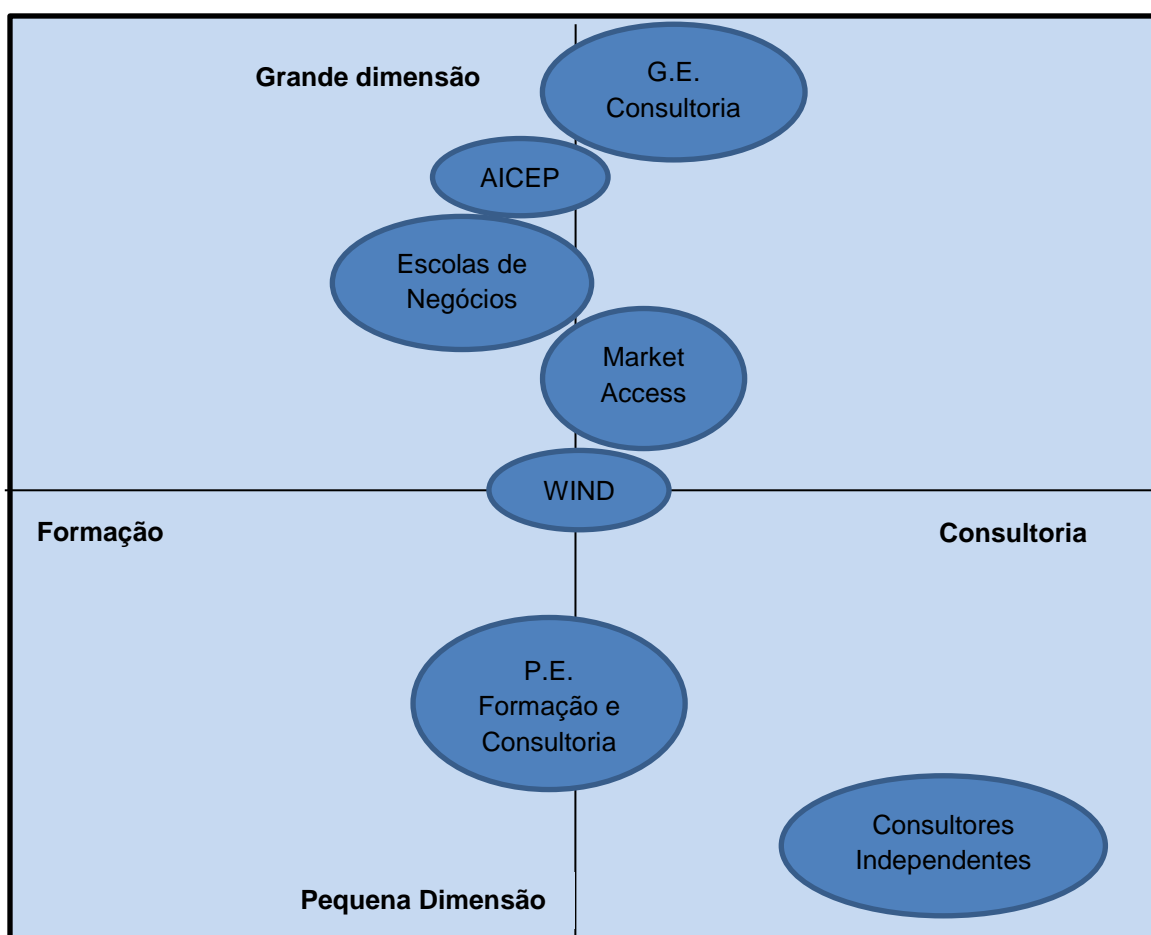 Grande dimensão
G.E.
Consultoria
AICEP
Escolas de
Negócios
Market
Access
WIND
Formação
Consultoria
P.E.
Formação e
Consultoria
Consultores
Independentes
Pequena Dimensão